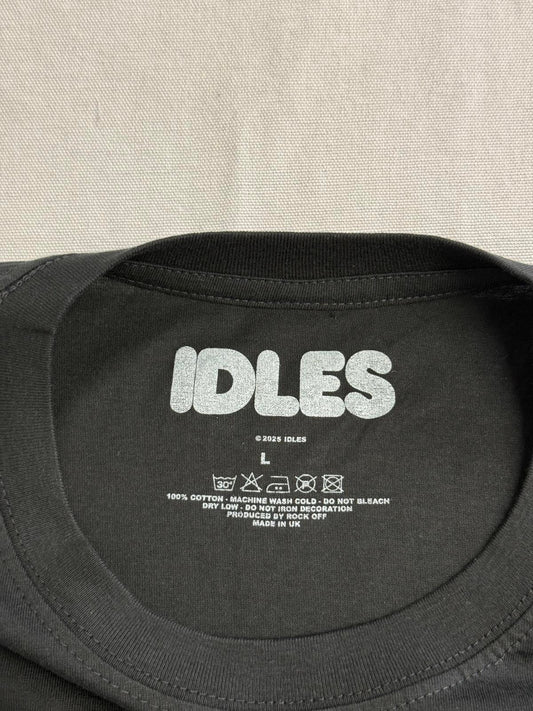 IDLES
© 2025 IDLES
L
30°
100% COTTON - MACHINE WASH COLD - DO NOT BLEACH
DRY LOW - DO NOT IRON DECORATION
PRODUCED BY ROCK OFF
MADE IN UK